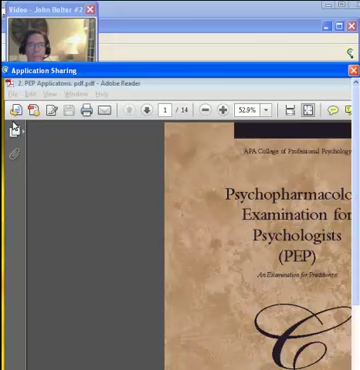 Video - John Bolter #2
Application Sharing
2. PEP Applications: pdf.pdf - Adobe Reader
File Edit View Window Help
1 / 14
52.9%
APA College of Professional Psychology
Psychopharmacolo
Examination for
Psychologists
(PEP)
An Examination for Practitioners
C